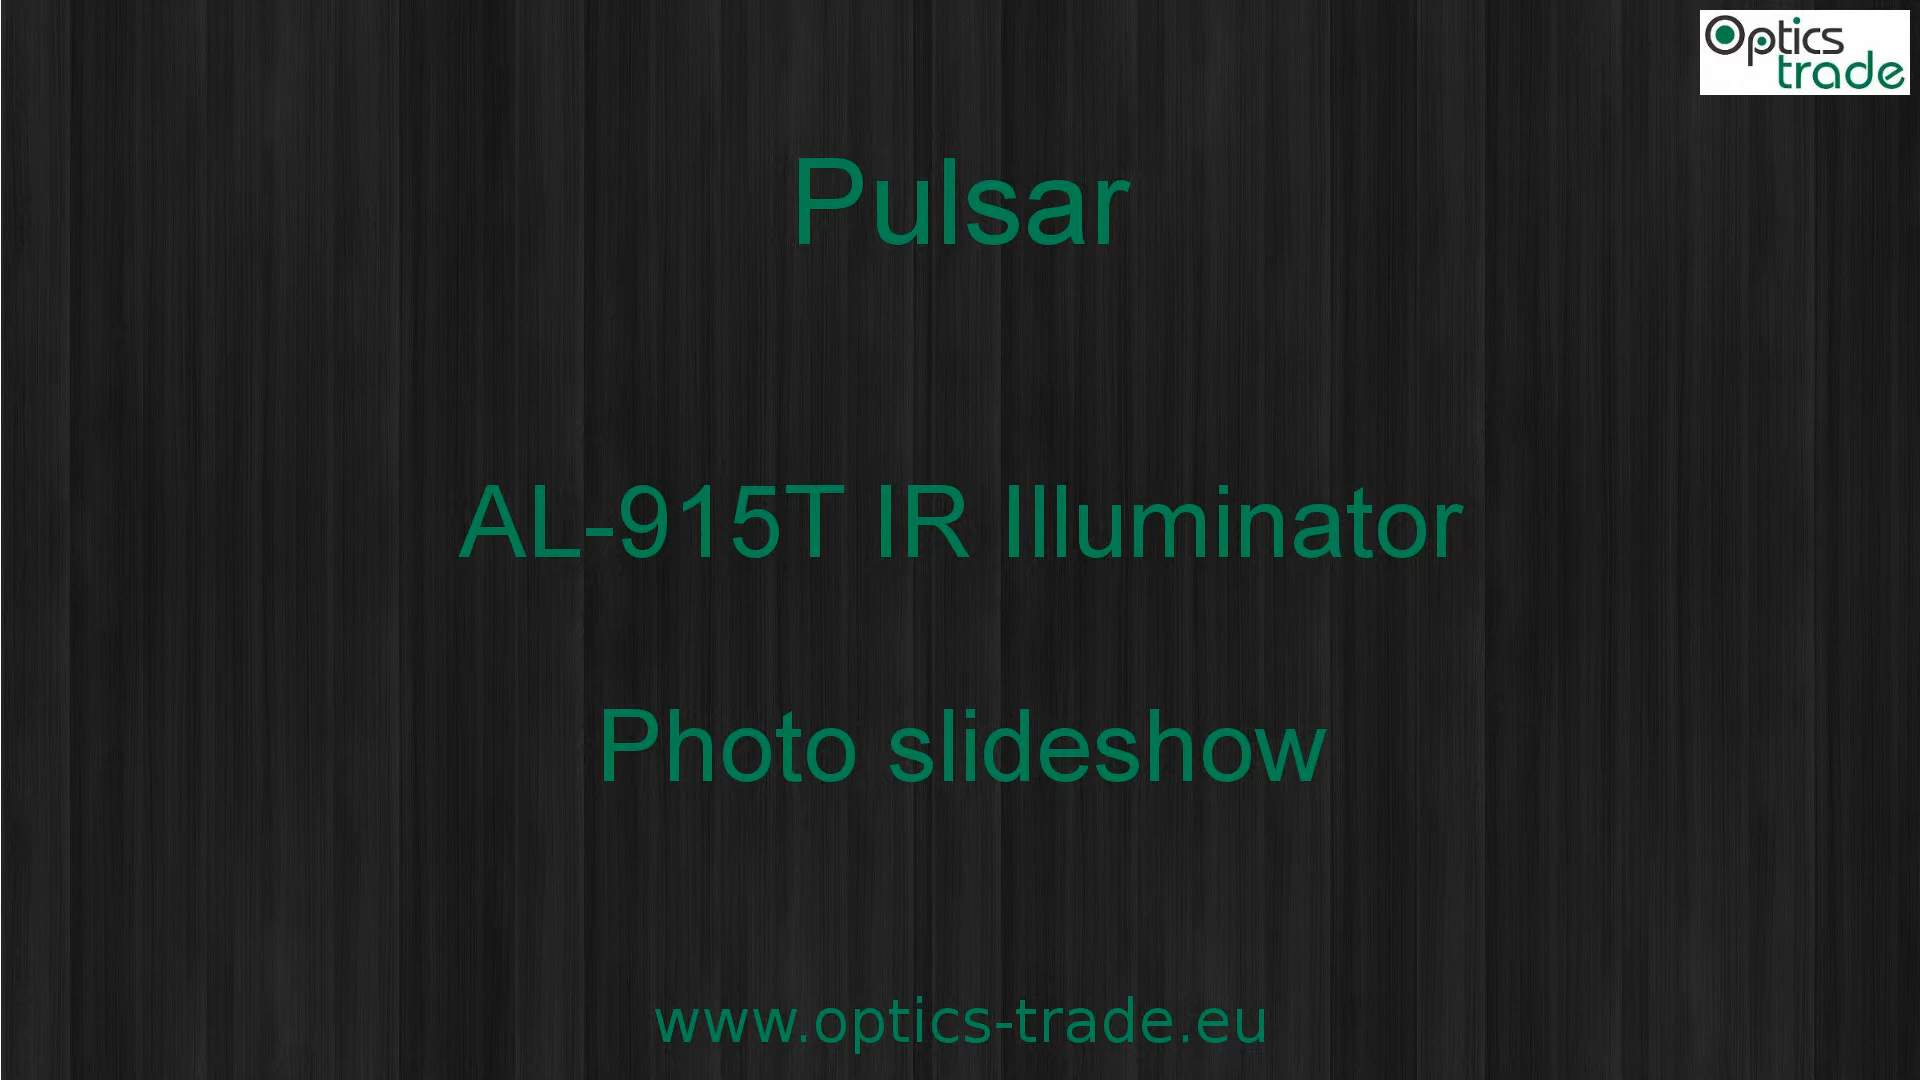 Optics
trade
Pulsar
AL-915T IR Illuminator
Photo slideshow
www.optics-trade.eu